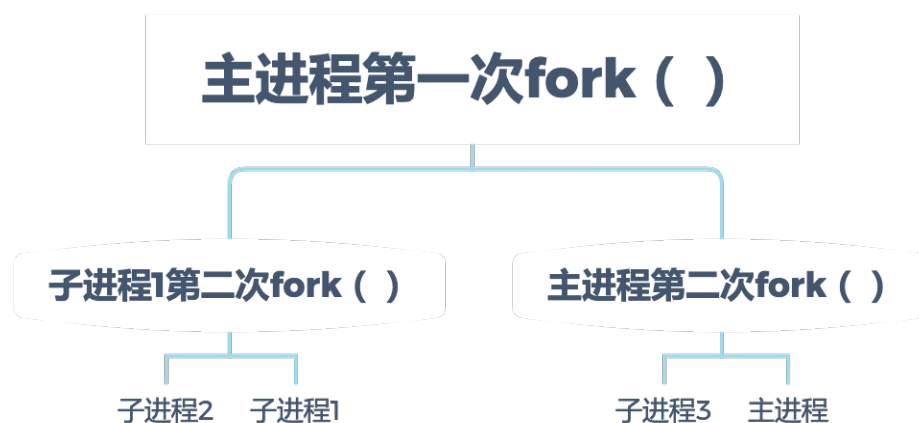 主进程第一次fork（ ）
子进程1第二次fork（ ）
主进程第二次fork（ ）
子进程2
子进程1
子进程3
主进程